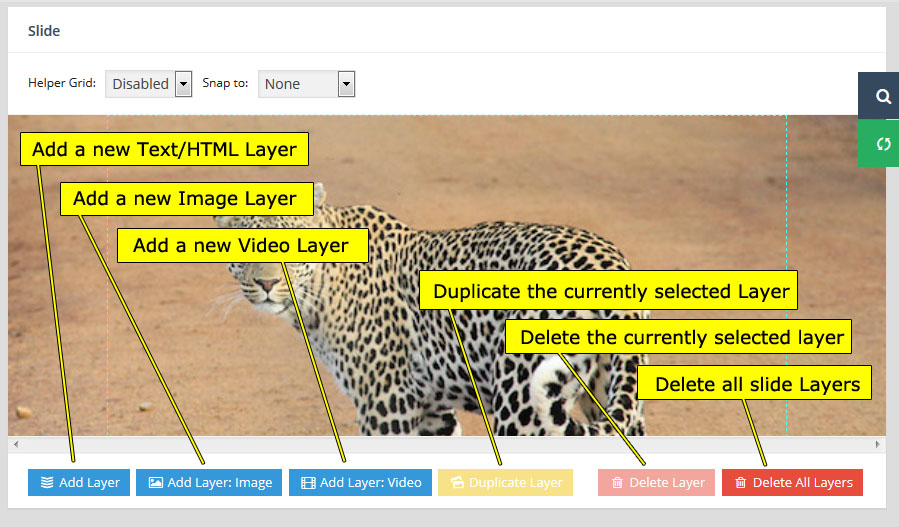 Slide
Helper Grid: Disabled Snap to: None
Add a new Text/HTML Layer
Add a new Image Layer
Add a new Video Layer
Duplicate the currently selected Layer
Delete the currently selected layer
Delete all slide Layers
Add Layer Add Layer: Image Add Layer: Video Duplicate Layer Delete Layer Delete All Layers